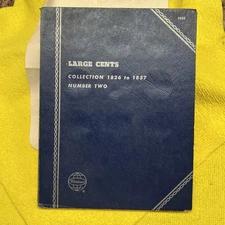 LARGE CENTS
COLLECTION 1826 to 1857
NUMBER TWO